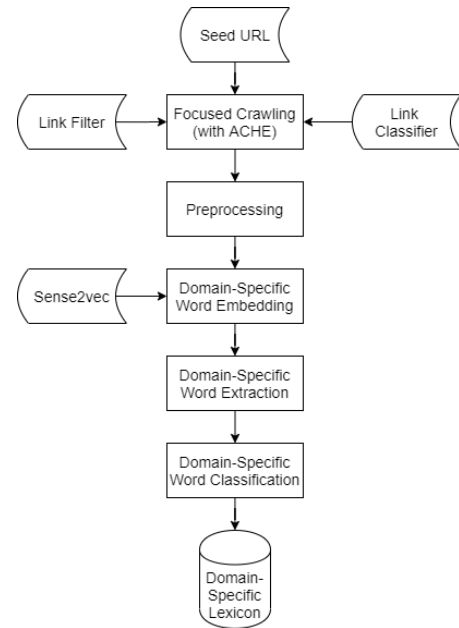 Seed URL
Link Filter
Focused Crawling
(with ACHE)
Link
Classifier
Preprocessing
Sense2vec
Domain-Specific
Word Embedding
Domain-Specific
Word Extraction
Domain-Specific
Word Classification
Domain-
Specific
Lexicon